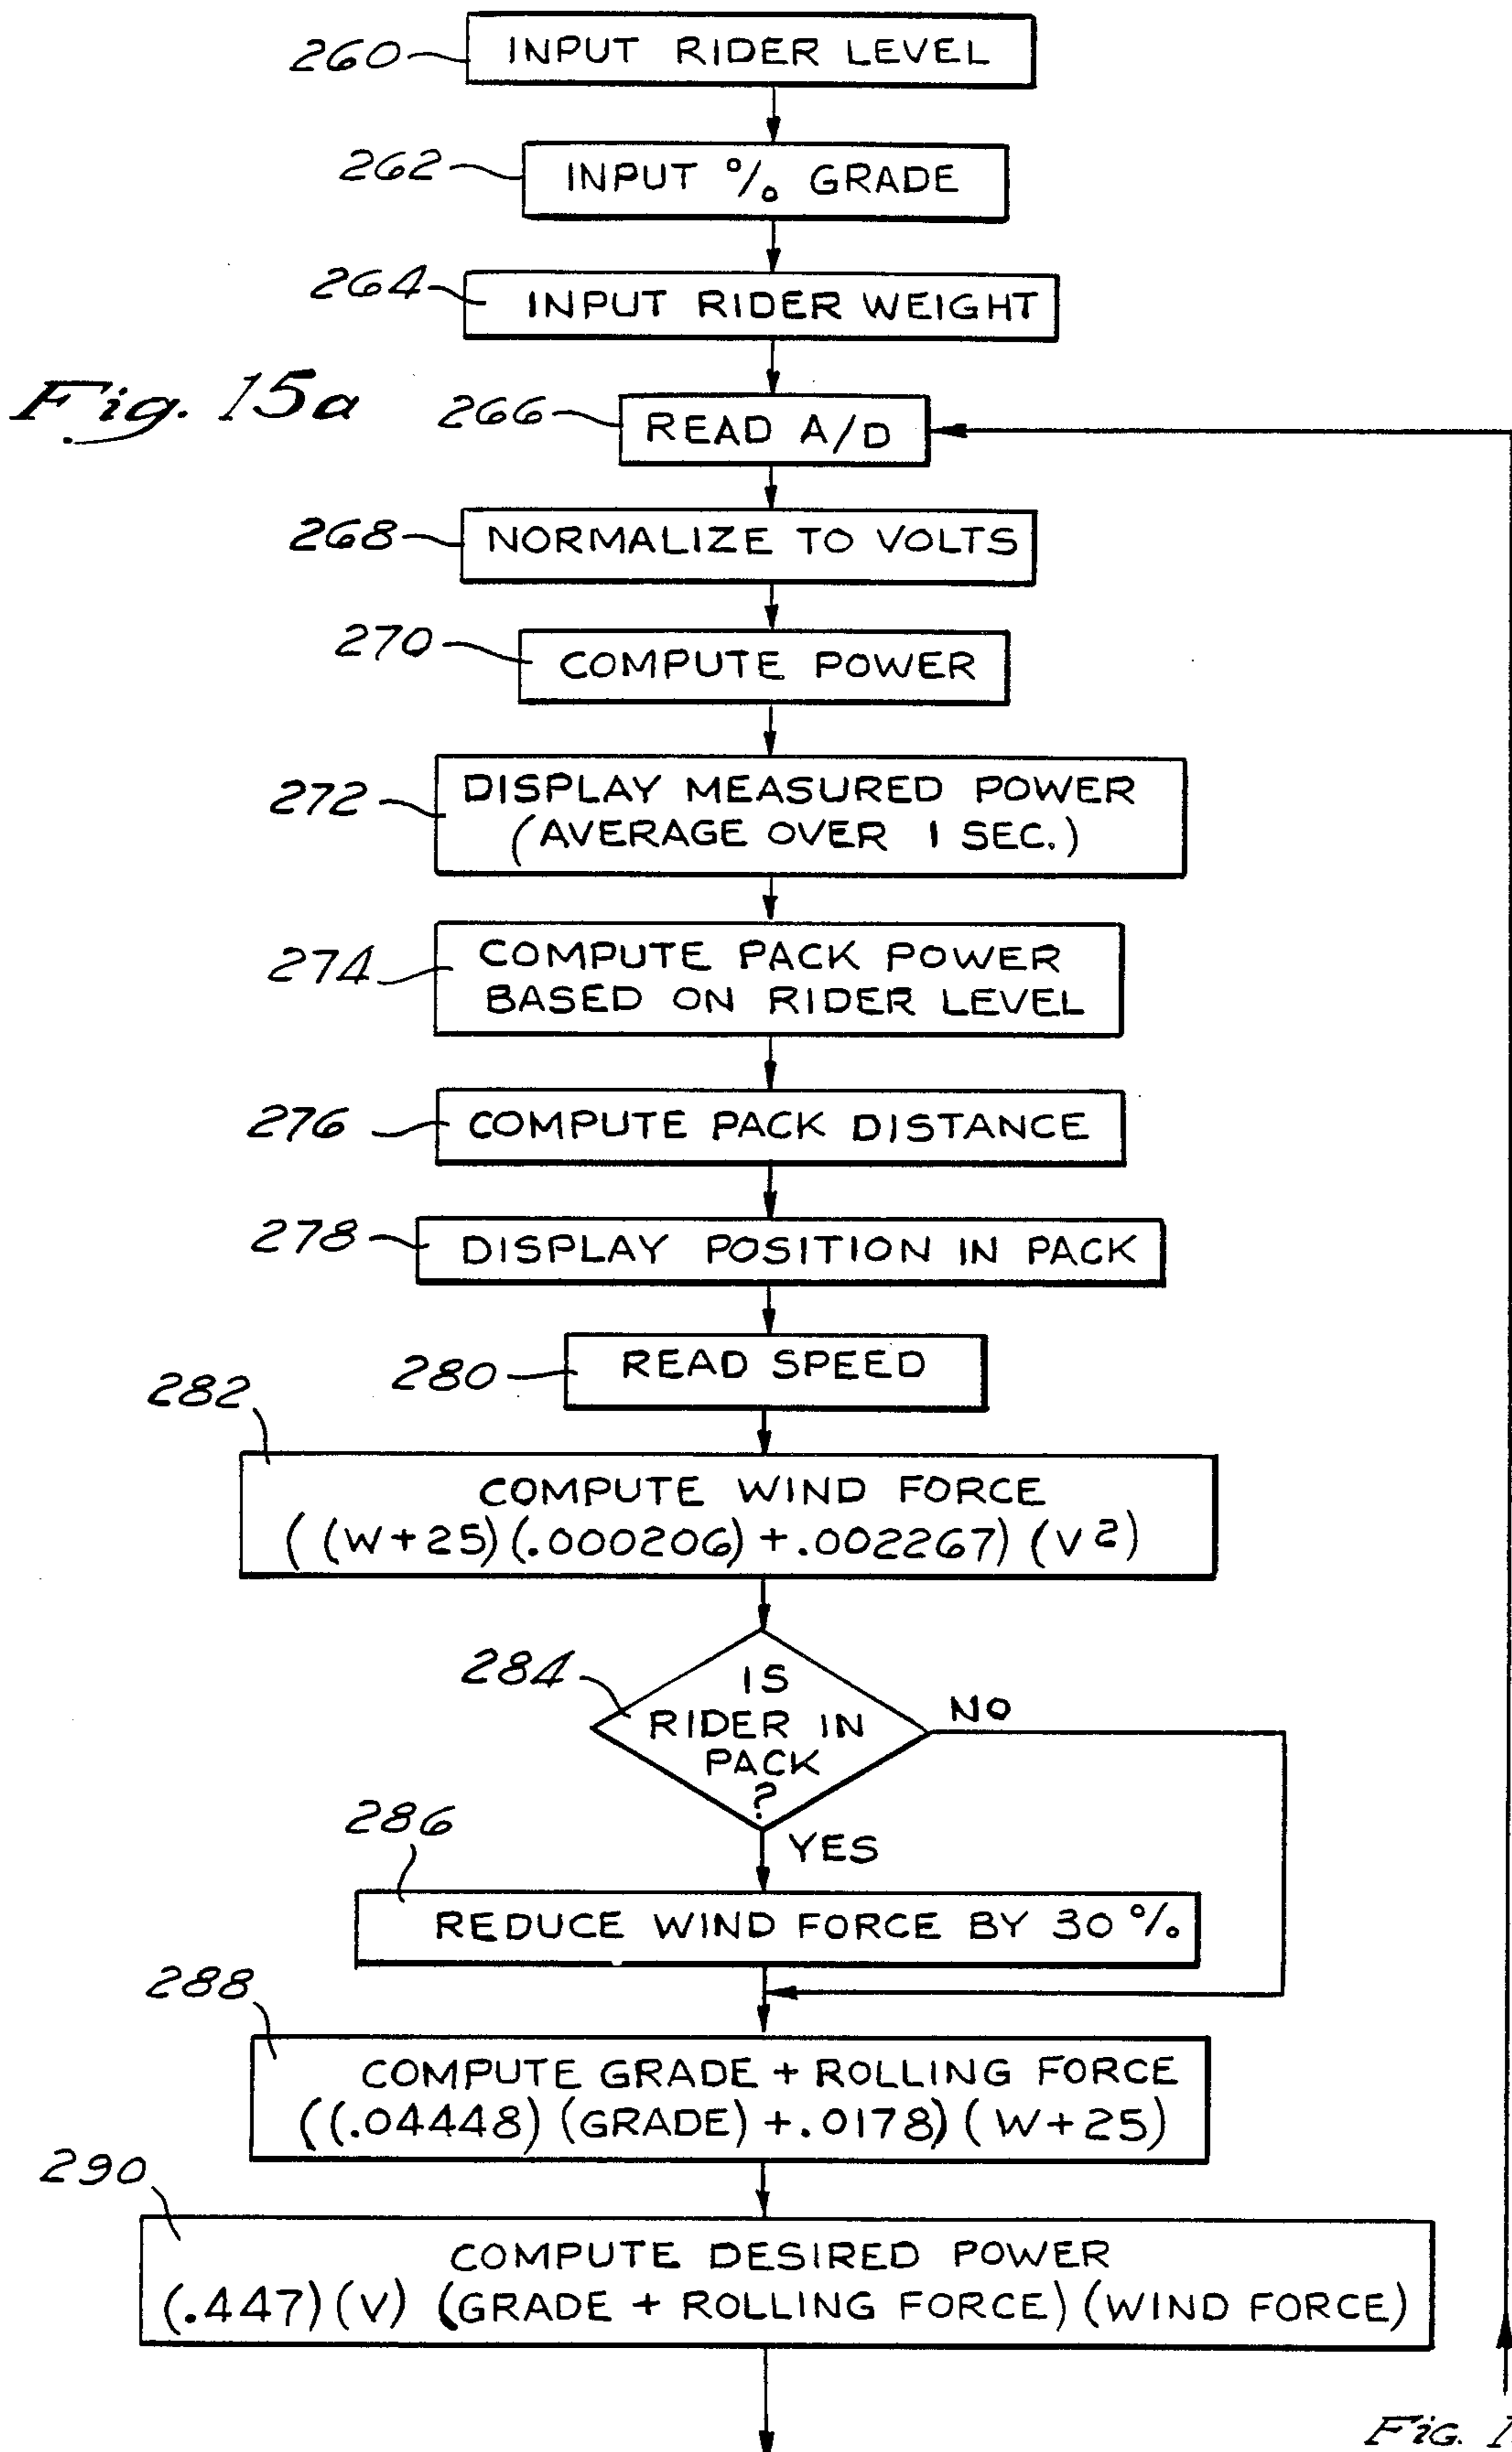 260 INPUT RIDER LEVEL
262 INPUT % GRADE
264 INPUT RIDER WEIGHT
Fig. 15a
266 READ A/D
268 NORMALIZE TO VOLTS
270 COMPUTE POWER
272 DISPLAY MEASURED POWER
(AVERAGE OVER 1 SEC.)
274 COMPUTE PACK POWER
BASED ON RIDER LEVEL
276 COMPUTE PACK DISTANCE
278 DISPLAY POSITION IN PACK
280 READ SPEED
282
COMPUTE WIND FORCE
((W+25)(.000206)+.002267)(V2)
284 IS
RIDER IN
PACK
?
NO
YES
286
REDUCE WIND FORCE BY 30%
288
COMPUTE GRADE + ROLLING FORCE
((.04448)(GRADE)+.0178)(W+25)
290
COMPUTE DESIRED POWER
(.447)(V)(GRADE + ROLLING FORCE)(WIND FORCE)
Fig.